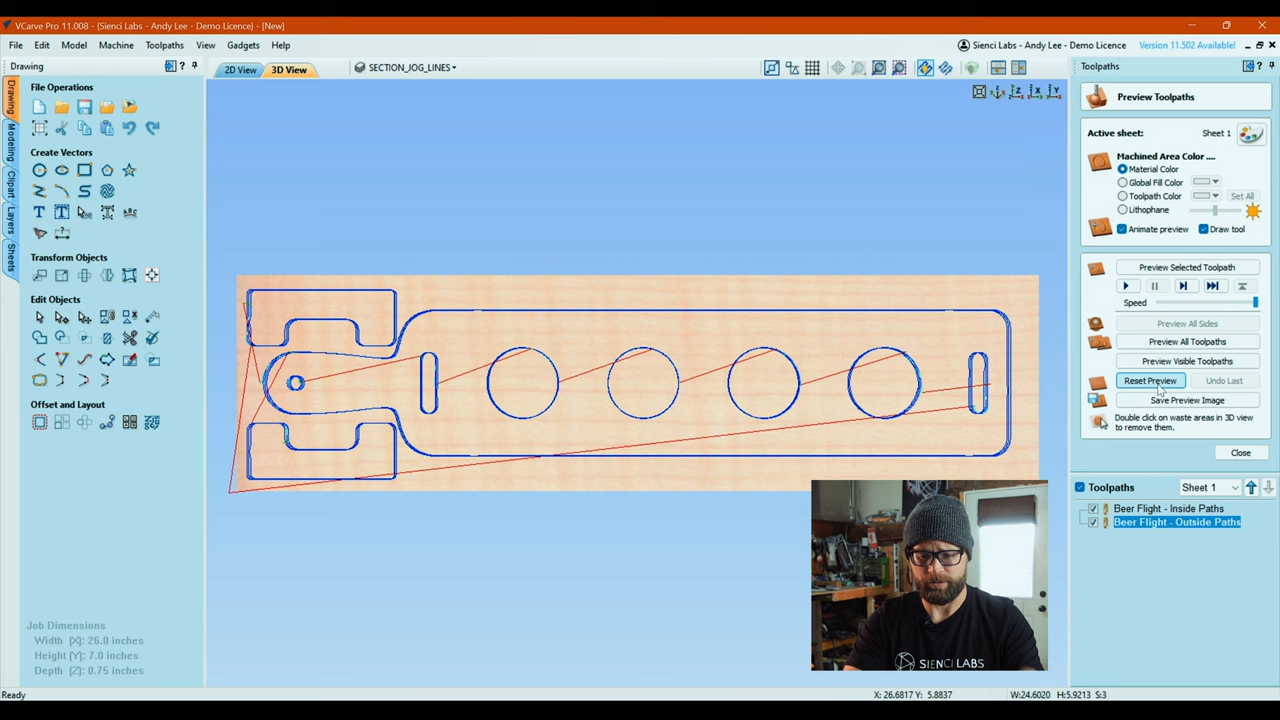 VCarve Pro 11.008 - {Sienci Labs - Andy Lee - Demo Licence} - [New]
File Edit Model Machine Toolpaths View Gadgets Help
Sienci Labs - Andy Lee - Demo Licence Version 11.502 Available!
Drawing
2D View 3D View SECTION_JOG_LINES
Toolpaths
Drawing
Modeling
Clipart
Layers
Sheets
File Operations
Create Vectors
Transform Objects
Edit Objects
Offset and Layout
Job Dimensions
Width (X): 26.0 inches
Height (Y): 7.0 inches
Depth (Z): 0.75 inches
Preview Toolpaths
Active sheet: Sheet 1
Machined Area Color ....
Material Color
Global Fill Color
Toolpath Color Set All
Lithophane
Animate preview Draw tool
Preview Selected Toolpath
Speed
Preview All Sides
Preview All Toolpaths
Preview Visible Toolpaths
Reset Preview Undo Last
Save Preview Image
Double click on waste areas in 3D view
to remove them.
Close
Toolpaths Sheet 1
Beer Flight - Inside Paths
Beer Flight - Outside Paths
SIENCI LABS
Ready
X: 26.6817 Y: 5.8837
W:24.6020 H:5.9213 S:3